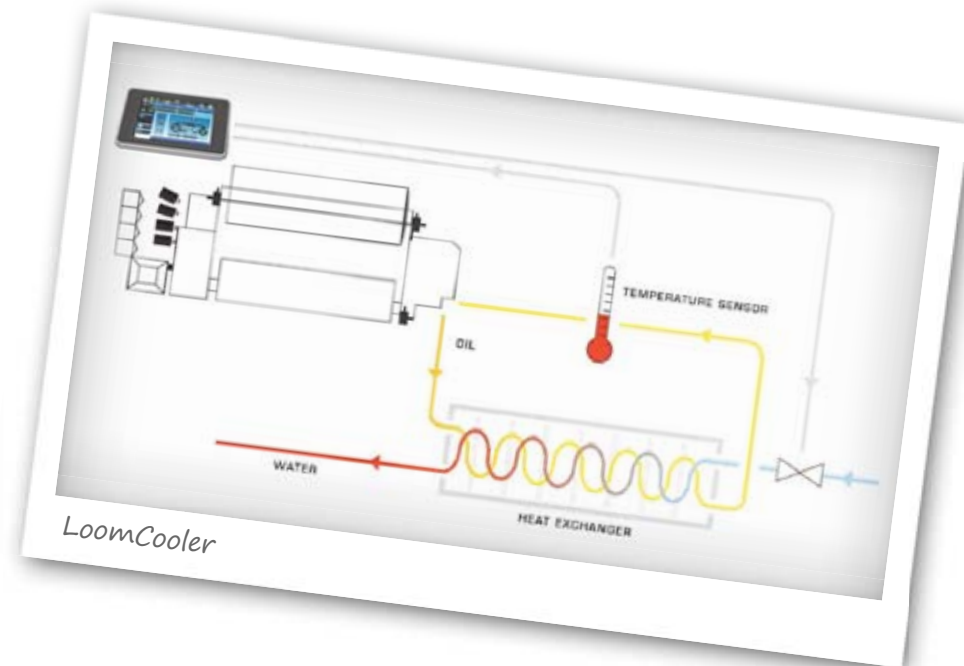 TEMPERATURE SENSOR
OIL
WATER
HEAT EXCHANGER
LoomCooler